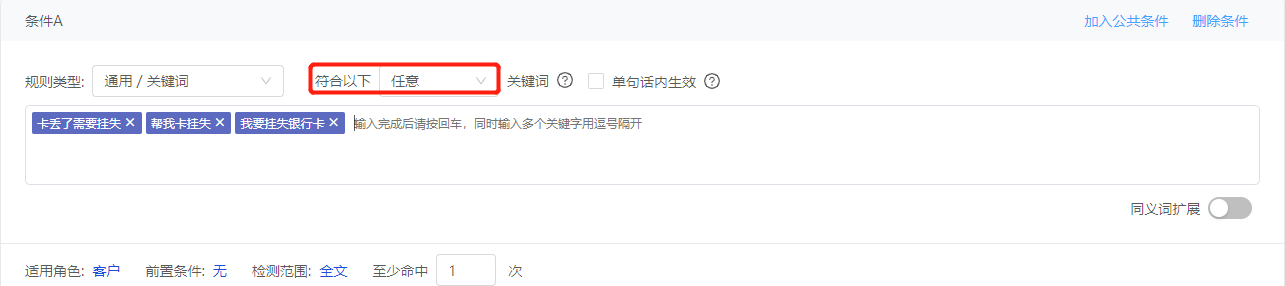 条件A 加入公共条件 删除条件
规则类型: 通用 / 关键词 符合以下 任意 关键词 ? 单句话内生效 ?
卡丢了需要挂失 × 帮我卡挂失 × 我要挂失银行卡 × 输入完成后请按回车，同时输入多个关键字用逗号隔开
同义词扩展
适用角色: 客户 前置条件: 无 检测范围: 全文 至少命中 1 次